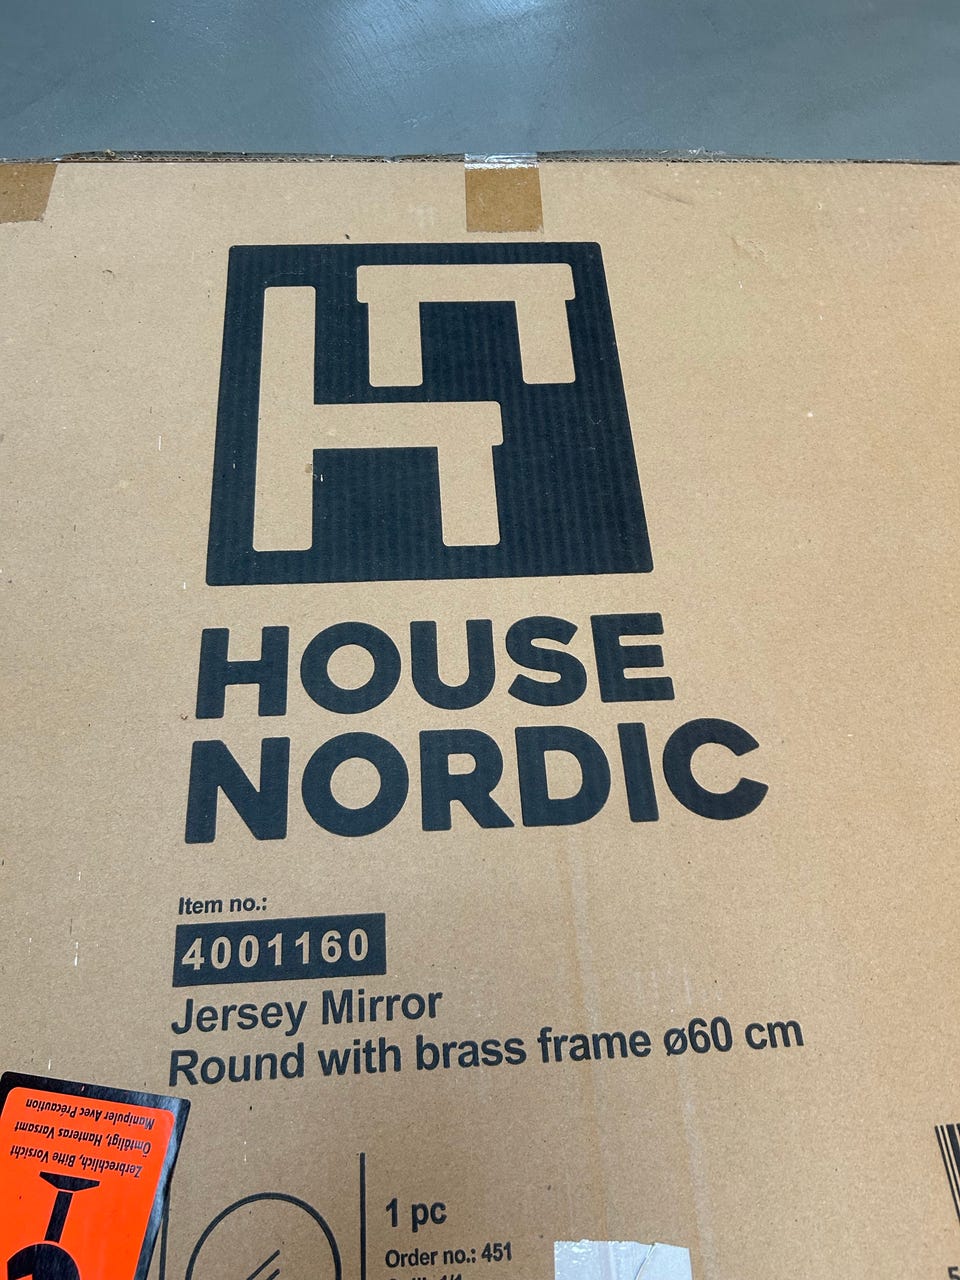 HOUSE
NORDIC
Item no.:
4001160
Jersey Mirror
Round with brass frame ø60 cm
Manipuler Avec Précaution
Ömtåligt, Hanteras Varsamt
Zerbrechlich, Bitte Vorsicht
1 pc
Order no.: 451